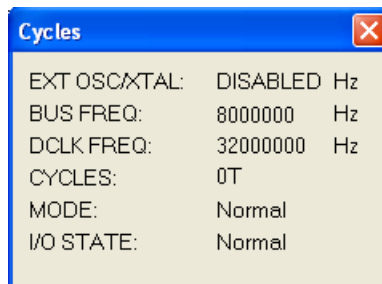 Cycles
EXT OSC/XTAL: DISABLED Hz
BUS FREQ: 8000000 Hz
DCLK FREQ: 32000000 Hz
CYCLES: 0T
MODE: Normal
I/O STATE: Normal